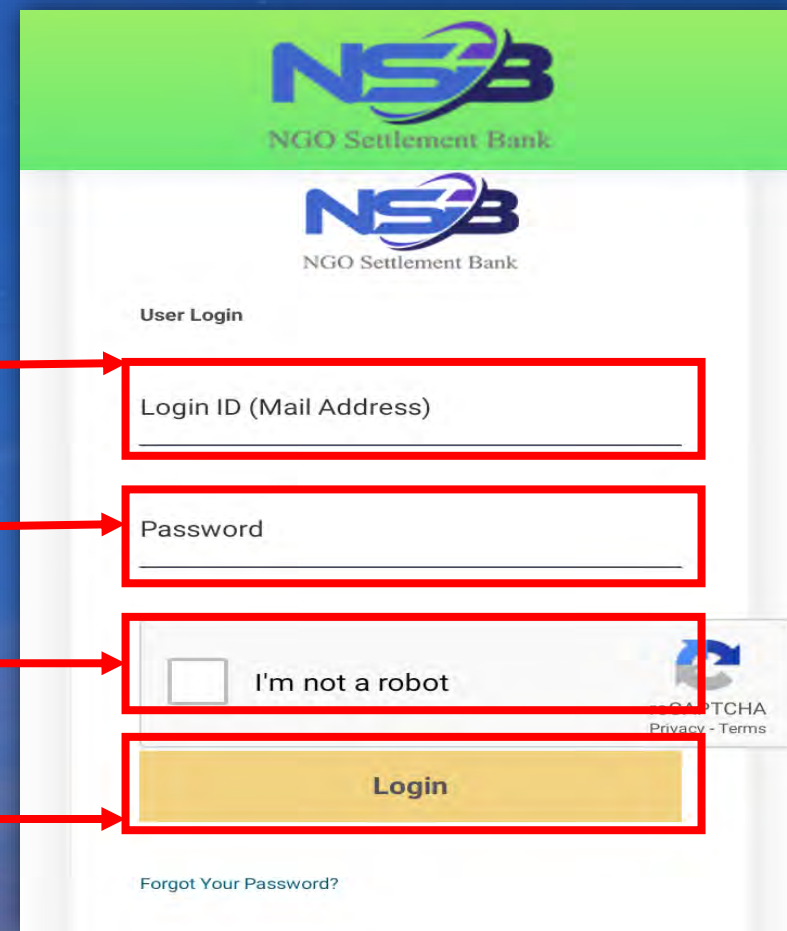 NSB
NGO Settlement Bank
NSB
NGO Settlement Bank
User Login
Login ID (Mail Address)
Password
I'm not a robot
reCAPTCHA
Privacy - Terms
Login
Forgot Your Password?